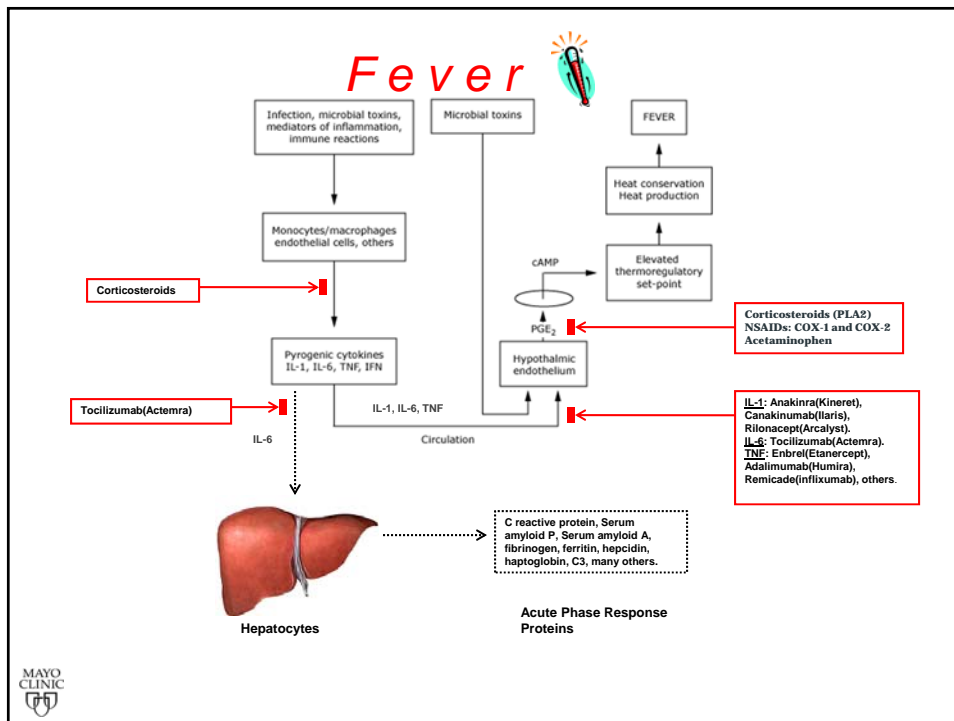 F e v e r
Infection, microbial toxins,
mediators of inflammation,
immune reactions
Microbial toxins
FEVER
Heat conservation
Heat production
Monocytes/macrophages
endothelial cells, others
cAMP
Elevated
thermoregulatory
set-point
Corticosteroids
PGE2
Corticosteroids (PLA2)
NSAIDs: COX-1 and COX-2
Acetaminophen
Pyrogenic cytokines
IL-1, IL-6, TNF, IFN
Hypothalmic
endothelium
Tocilizumab(Actemra)
IL-1, IL-6, TNF
IL-6
Circulation
IL-1: Anakinra(Kineret),
Canakinumab(Ilaris),
Rilonacept(Arcalyst).
IL-6: Tocilizumab(Actemra).
TNF: Enbrel(Etanercept),
Adalimumab(Humira),
Remicade(inflixumab), others.
C reactive protein, Serum
amyloid P, Serum amyloid A,
fibrinogen, ferritin, hepcidin,
haptoglobin, C3, many others.
Hepatocytes
Acute Phase Response
Proteins
MAYO
CLINIC